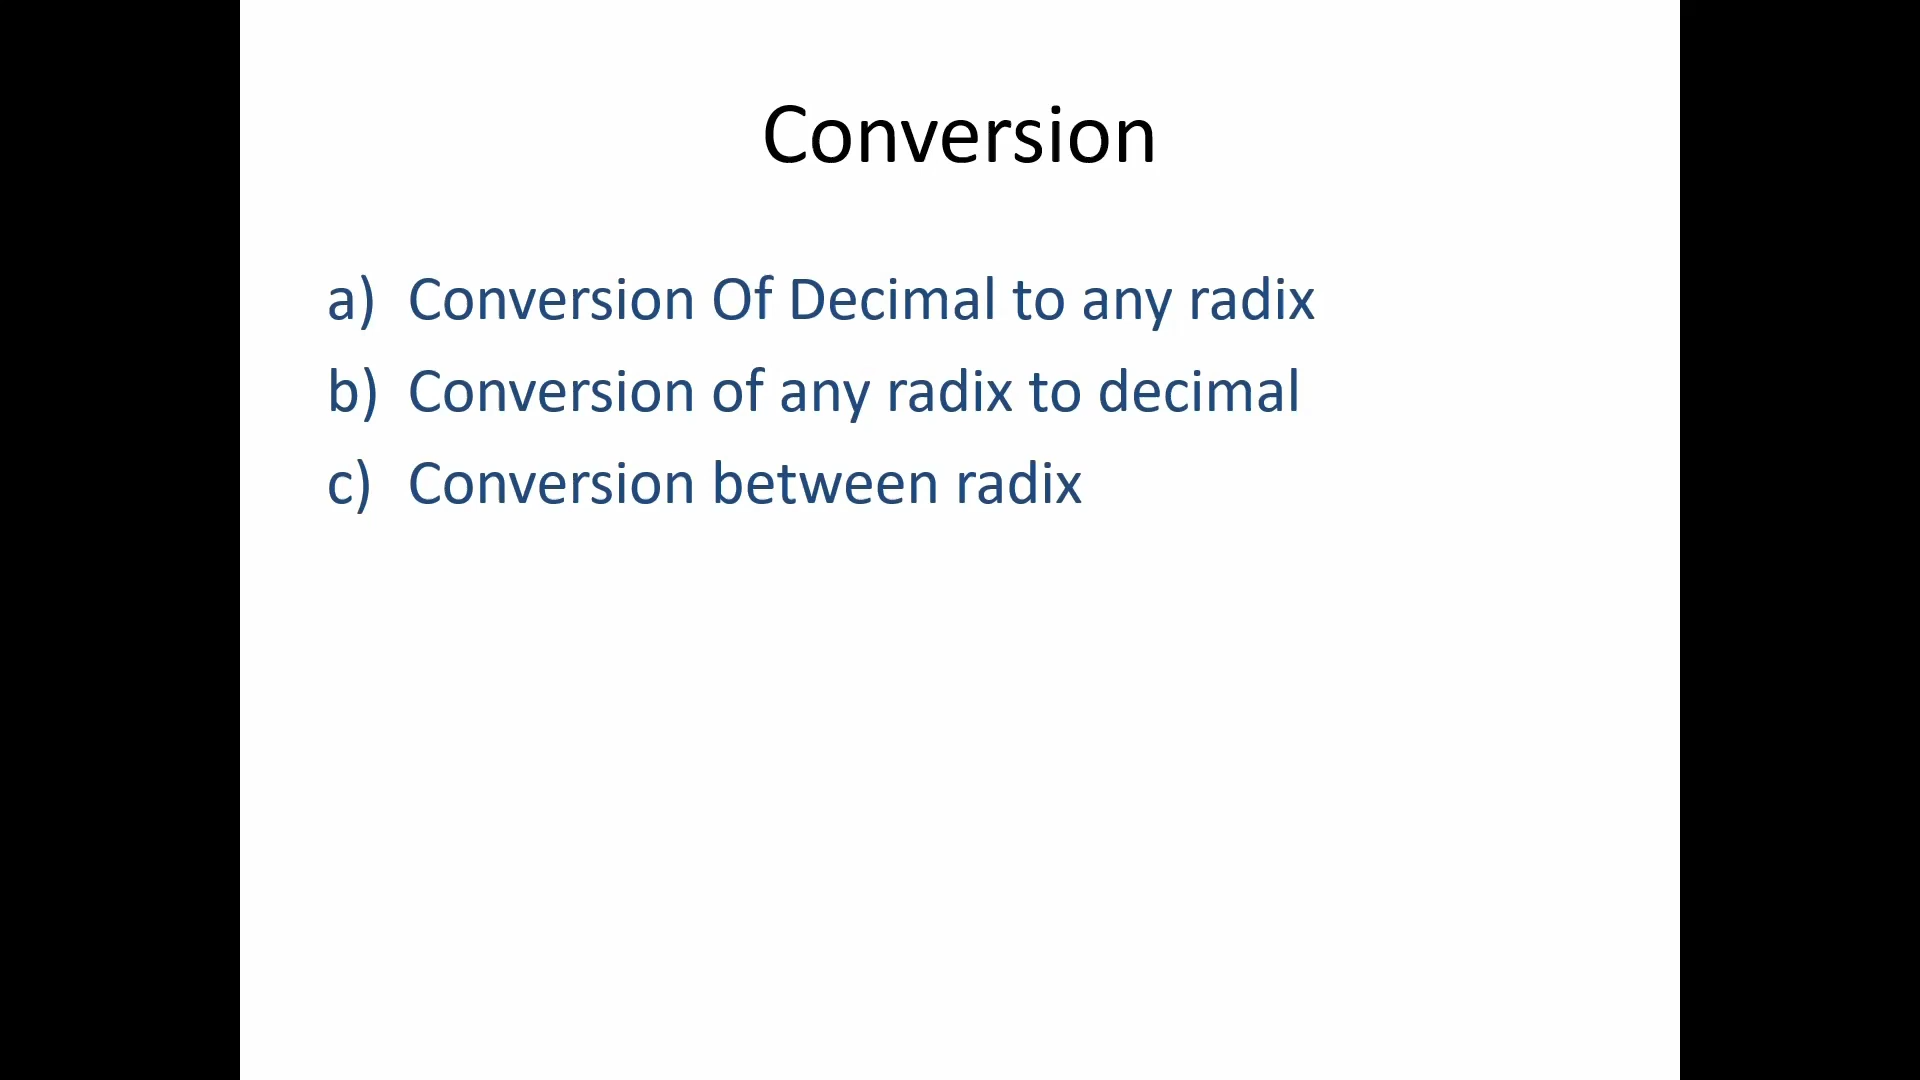 Conversion
a) Conversion Of Decimal to any radix
b) Conversion of any radix to decimal
c) Conversion between radix